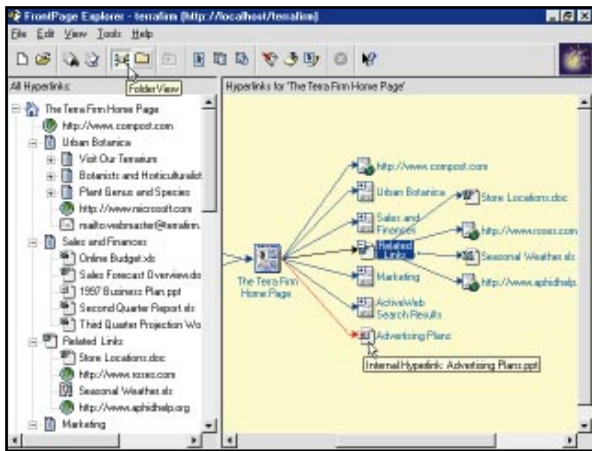 FrontPage Explorer - terrafirm (http://localhost/terrafirm)
File Edit View Tools Help
Folder View
All Hyperlinks:
The Terra Firm Home Page
http://www.compost.com
Urban Botanica
Visit Our Terrarium
Botanists and Horticulturalist
Plant Genus and Species
http://www.microsoft.com
mailto:webmaster@terrafirm.
Sales and Finances
Online Budget.xls
Sales Forecast Overview.do
1997 Business Plan.ppt
Second Quarter Report.xls
Third Quarter Projection Wo
Related Links
Store Locations.doc
http://www.roses.com
Seasonal Weather.xls
http://www.aphidhelp.org
Marketing
Hyperlinks for 'The Terra Firm Home Page'
http://www.compost.com
Urban Botanica
Store Locations.doc
Sales and
Finances
http://www.roses.com
Related
Links
Seasonal Weather.xls
The Terra Firm
Home Page
Marketing
http://www.aphidhelp.
ActiveWeb
Search Results
Advertising Plans
Internal Hyperlink: Advertising Plans.ppt